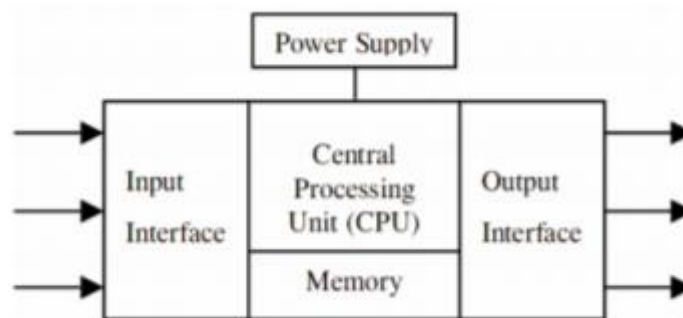 Power Supply
Input
Interface
Central
Processing
Unit (CPU)
Memory
Output
Interface